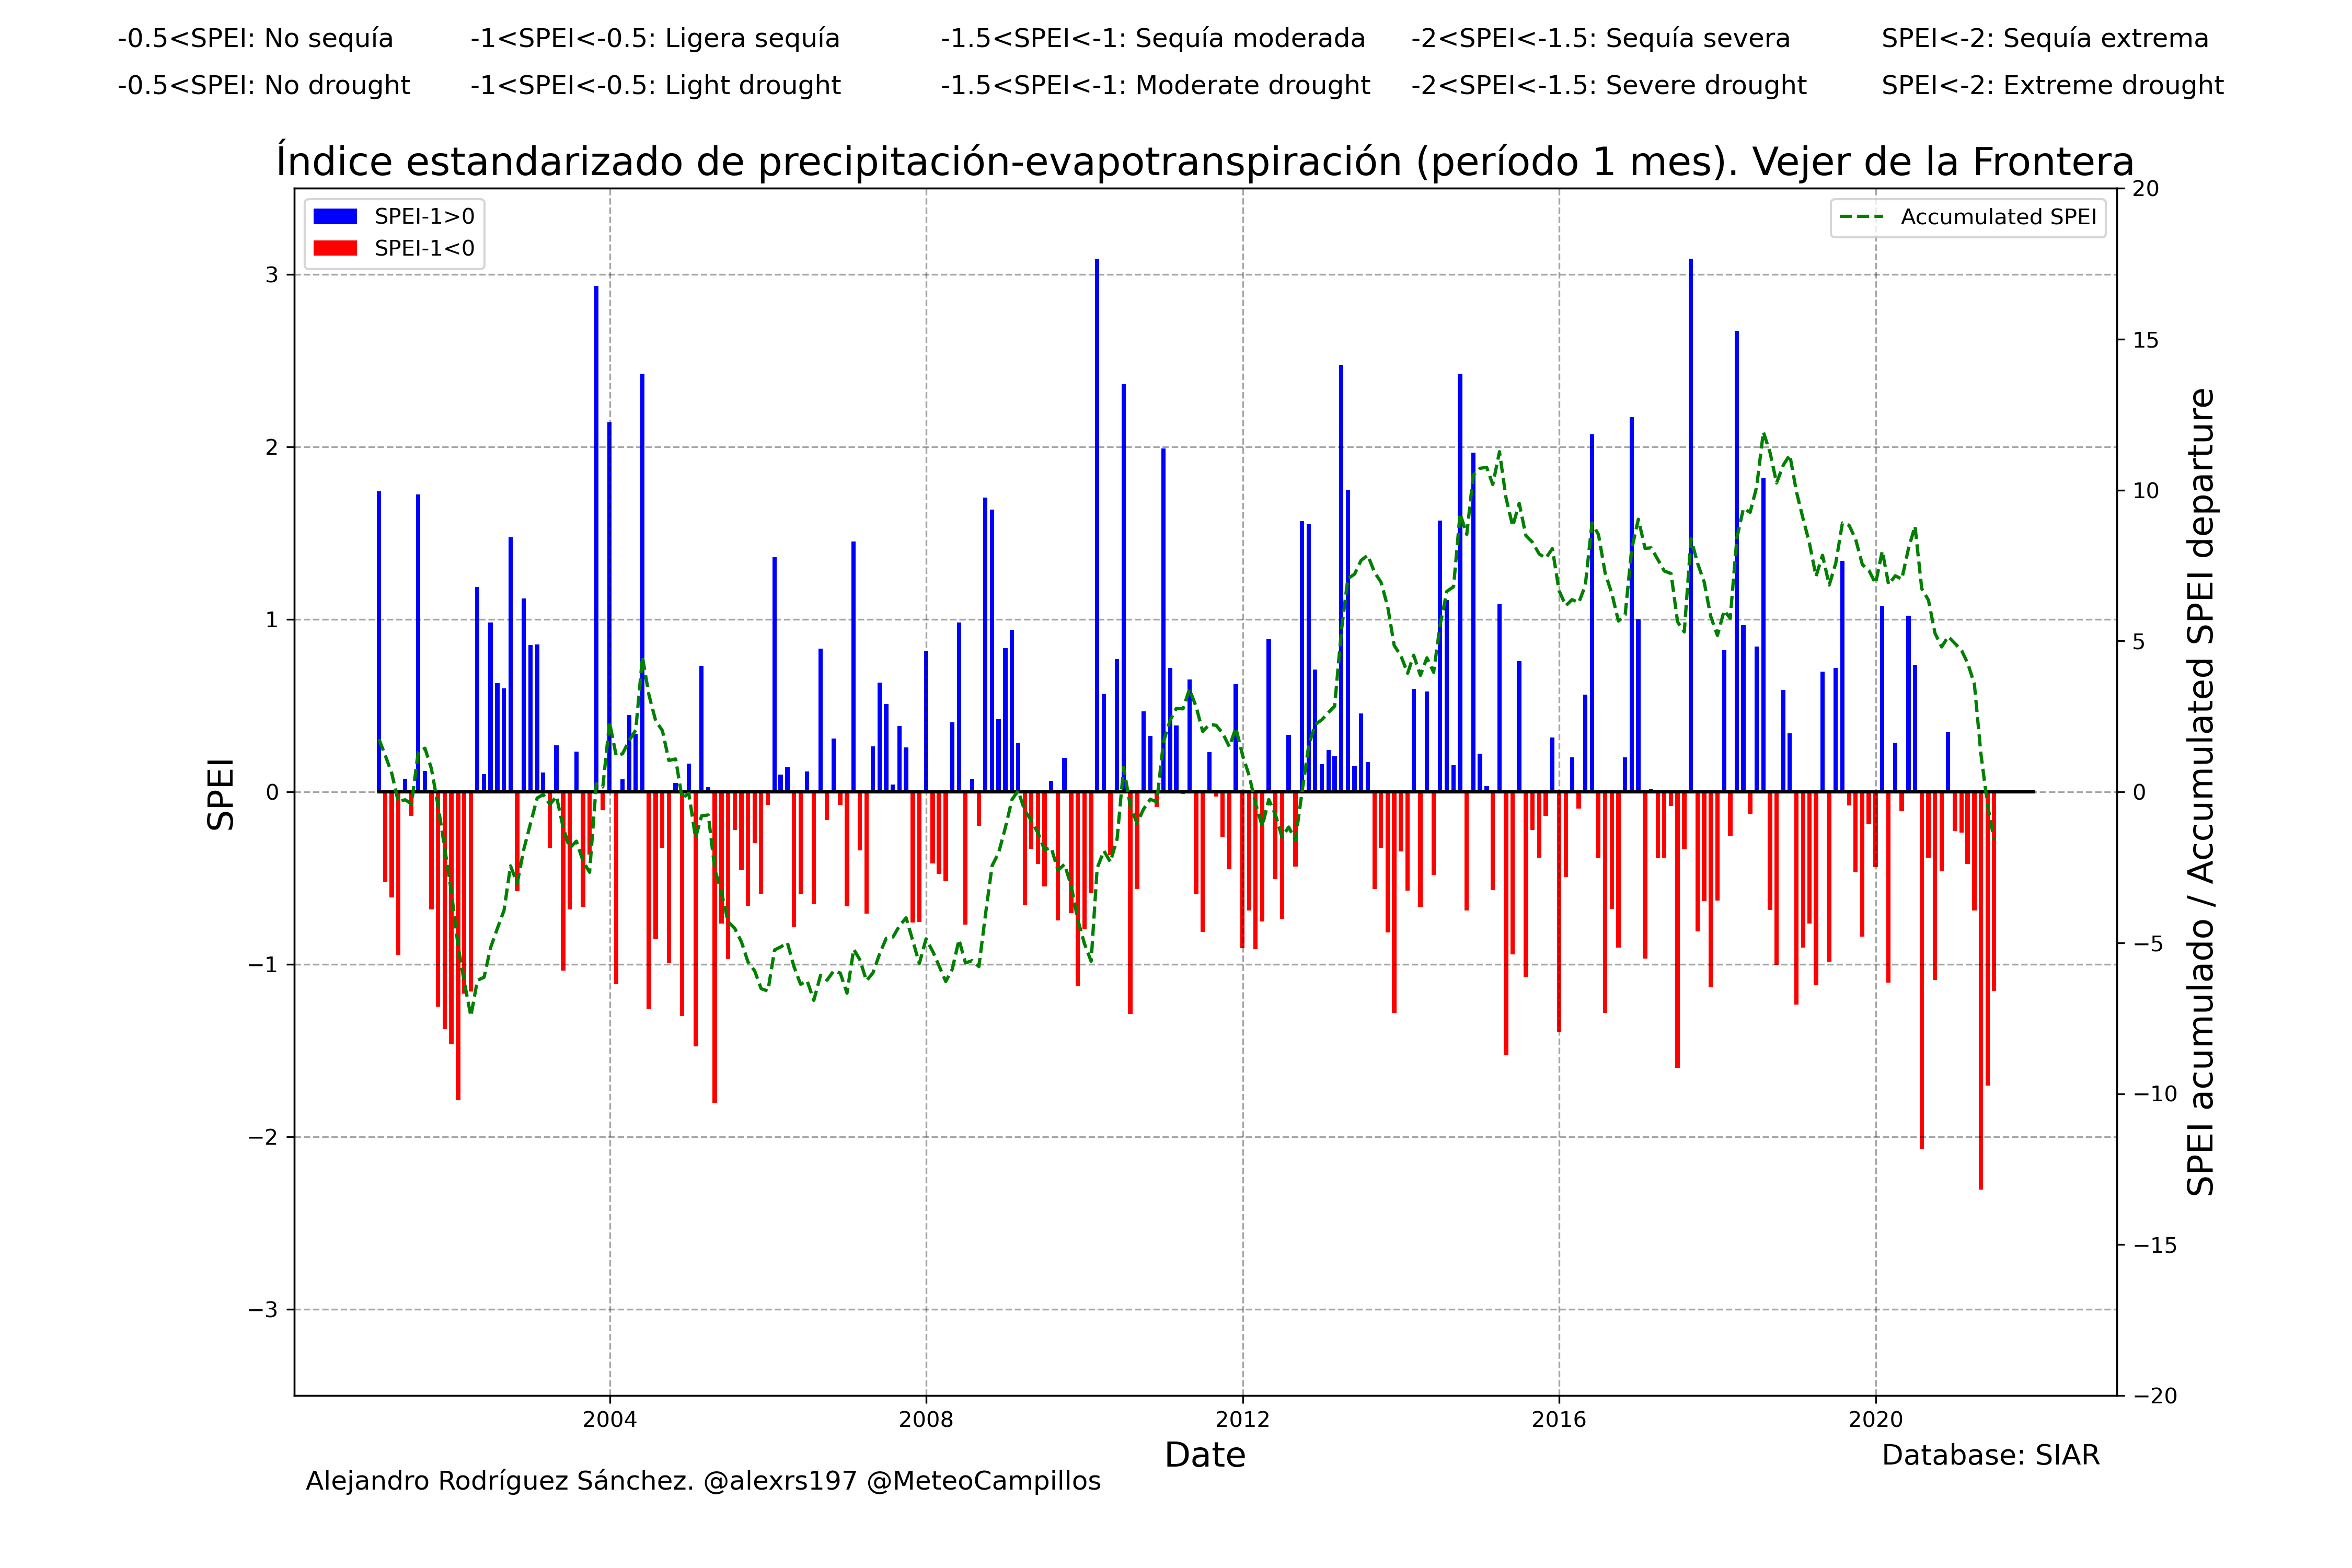 -0.5<SPEI: No sequía -1<SPEI<-0.5: Ligera sequía -1.5<SPEI<-1: Sequía moderada -2<SPEI<-1.5: Sequía severa SPEI<-2: Sequía extrema
-0.5<SPEI: No drought -1<SPEI<-0.5: Light drought -1.5<SPEI<-1: Moderate drought -2<SPEI<-1.5: Severe drought SPEI<-2: Extreme drought
Índice estandarizado de precipitación-evapotranspiración (período 1 mes). Vejer de la Frontera
SPEI-1>0
SPEI-1<0
Accumulated SPEI
SPEI
3
2
1
0
−1
−2
−3
20
15
10
5
0
−5
−10
−15
−20
SPEI acumulado / Accumulated SPEI departure
2004 2008 2012 2016 2020
Date
Database: SIAR
Alejandro Rodríguez Sánchez. @alexrs197 @MeteoCampillos